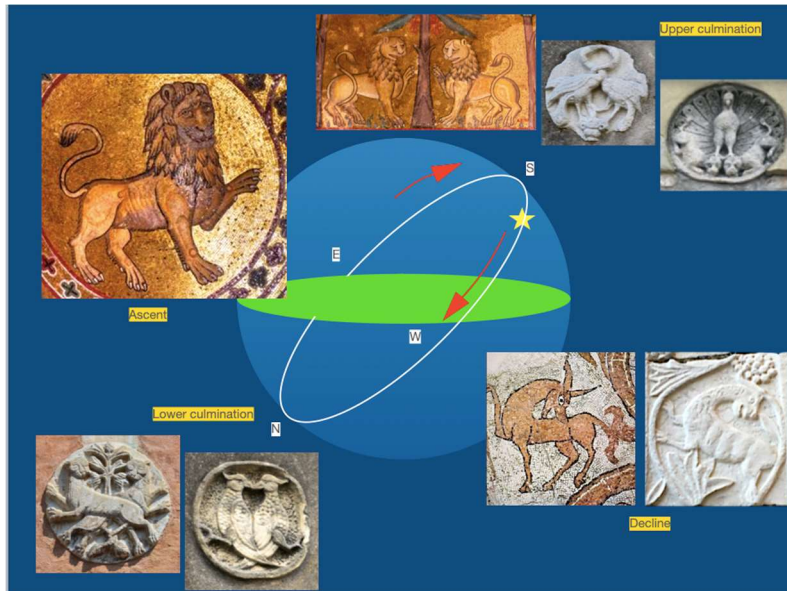 Upper culmination
S
E
Ascent
W
Lower culmination
N
Decline